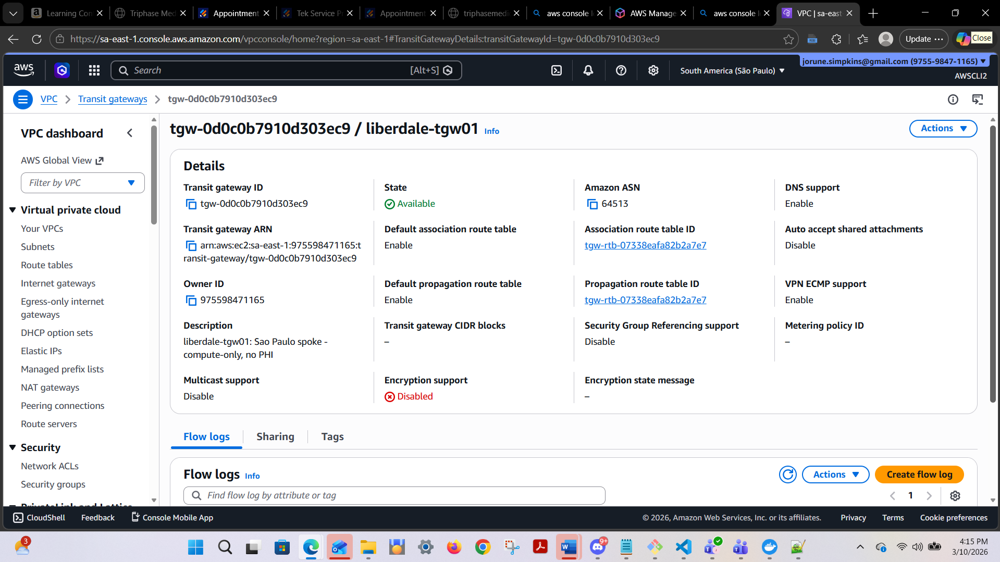 Learning Con
Triphase Med
Appointment
Tek Service P
Appointment
triphasemedi
aws console l
AWS Manage
aws console l
VPC | sa-east-
https://sa-east-1.console.aws.amazon.com/vpcconsole/home?region=sa-east-1#TransitGatewayDetails:transitGatewayId=tgw-0d0c0b7910d303ec9
Update
Close
aws
Search
[Alt+S]
South America (São Paulo)
jorune.simpkins@gmail.com (9755-9847-1165)
AWSCLI2
VPC
Transit gateways
tgw-0d0c0b7910d303ec9
VPC dashboard
AWS Global View
Filter by VPC
Virtual private cloud
Your VPCs
Subnets
Route tables
Internet gateways
Egress-only internet
gateways
DHCP option sets
Elastic IPs
Managed prefix lists
NAT gateways
Peering connections
Route servers
Security
Network ACLs
Security groups
PrivateLink and Lattice
tgw-0d0c0b7910d303ec9 / liberdale-tgw01 Info
Actions
Details
Transit gateway ID
tgw-0d0c0b7910d303ec9
State
Available
Amazon ASN
64513
DNS support
Enable
Transit gateway ARN
arn:aws:ec2:sa-east-1:975598471165:t
ransit-gateway/tgw-0d0c0b7910d303ec9
Default association route table
Enable
Association route table ID
tgw-rtb-07338eafa82b2a7e7
Auto accept shared attachments
Disable
Owner ID
975598471165
Default propagation route table
Enable
Propagation route table ID
tgw-rtb-07338eafa82b2a7e7
VPN ECMP support
Enable
Description
liberdale-tgw01: Sao Paulo spoke -
compute-only, no PHI
Transit gateway CIDR blocks
–
Security Group Referencing support
Disable
Metering policy ID
–
Multicast support
Disable
Encryption support
Disabled
Encryption state message
–
Flow logs
Sharing
Tags
Flow logs Info
Actions
Create flow log
Find flow log by attribute or tag
1
CloudShell
Feedback
Console Mobile App
© 2026, Amazon Web Services, Inc. or its affiliates.
Privacy
Terms
Cookie preferences
3
9+
4:15 PM
3/10/2026